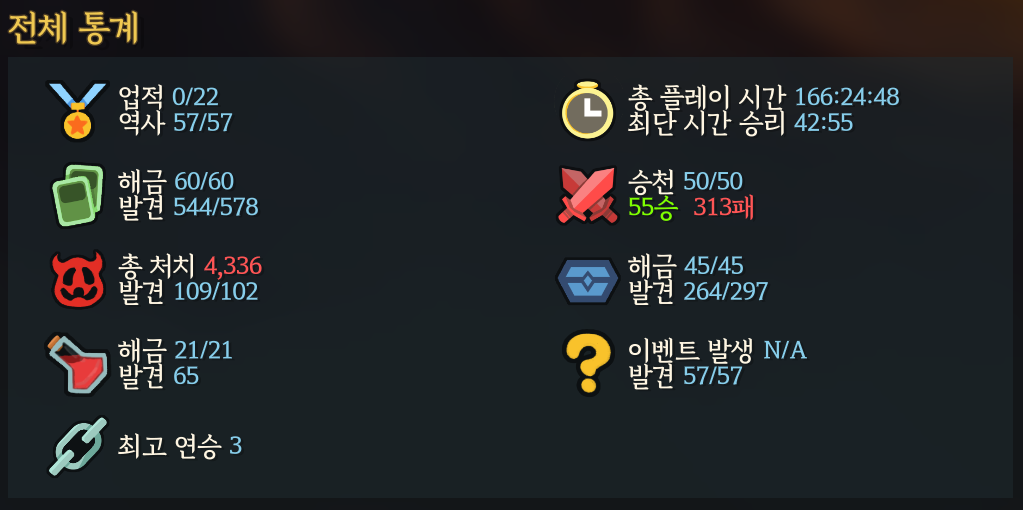 전체 통계
업적 0/22
역사 57/57
총 플레이 시간 166:24:48
최단 시간 승리 42:55
해금 60/60
발견 544/578
승천 50/50
55승 313패
총 처치 4,336
발견 109/102
해금 45/45
발견 264/297
해금 21/21
발견 65
이벤트 발생 N/A
발견 57/57
최고 연승 3